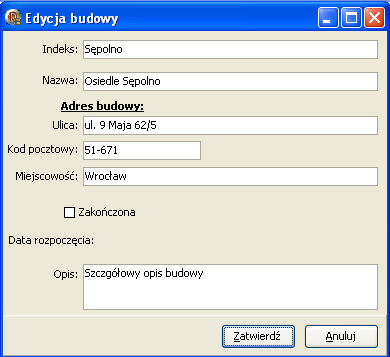 Edycja budowy
Indeks: Sępolno
Nazwa: Osiedle Sępolno
Adres budowy:
Ulica: ul. 9 Maja 62/5
Kod pocztowy: 51-671
Miejscowość: Wrocław
Zakończona
Data rozpoczęcia:
Opis: Szczgółowy opis budowy
Zatwierdź Anuluj